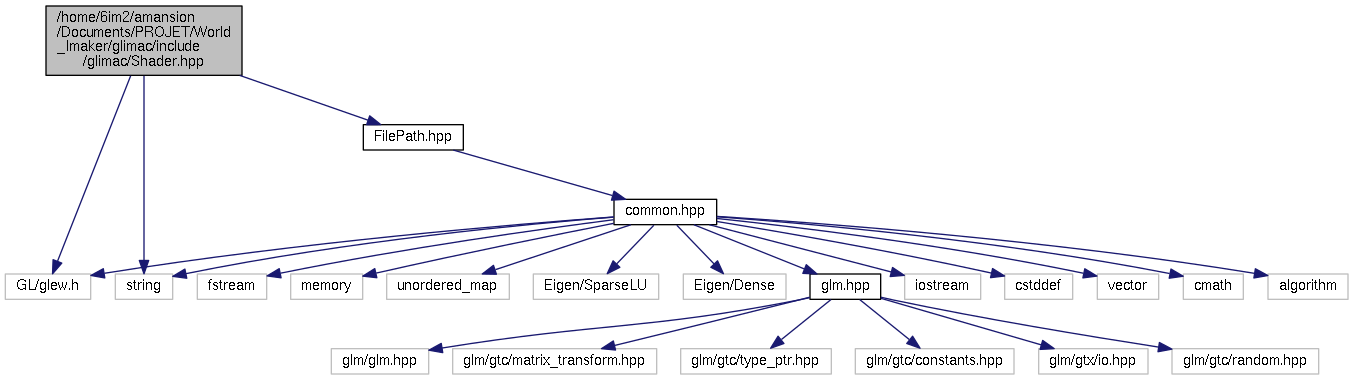 /home/6im2/amansion
/Documents/PROJET/World
_Imaker/glimac/include
/glimac/Shader.hpp
FilePath.hpp
common.hpp
GL/glew.h
string
fstream
memory
unordered_map
Eigen/SparseLU
Eigen/Dense
glm.hpp
iostream
cstddef
vector
cmath
algorithm
glm/glm.hpp
glm/gtc/matrix_transform.hpp
glm/gtc/type_ptr.hpp
glm/gtc/constants.hpp
glm/gtx/io.hpp
glm/gtc/random.hpp